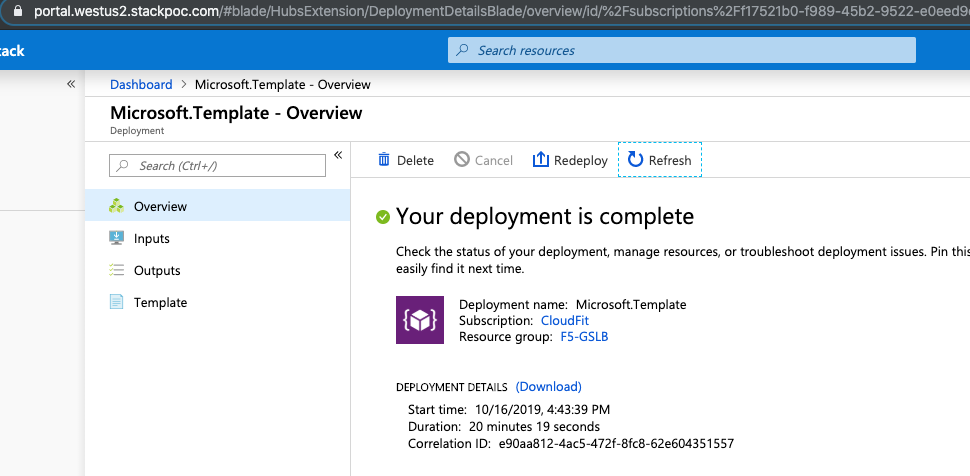 portal.westus2.stackpoc.com/#blade/HubsExtension/DeploymentDetailsBlade/overview/id/%2Fsubscriptions%2Ff17521b0-f989-45b2-9522-e0eed9
tack
Search resources
«
Dashboard > Microsoft.Template - Overview
Microsoft.Template - Overview
Deployment
Search (Ctrl+/)
«
Overview
Inputs
Outputs
Template
Delete Cancel Redeploy Refresh
Your deployment is complete
Check the status of your deployment, manage resources, or troubleshoot deployment issues. Pin this
easily find it next time.
Deployment name: Microsoft.Template
Subscription: CloudFit
Resource group: F5-GSLB
DEPLOYMENT DETAILS (Download)
Start time: 10/16/2019, 4:43:39 PM
Duration: 20 minutes 19 seconds
Correlation ID: e90aa812-4ac5-472f-8fc8-62e604351557